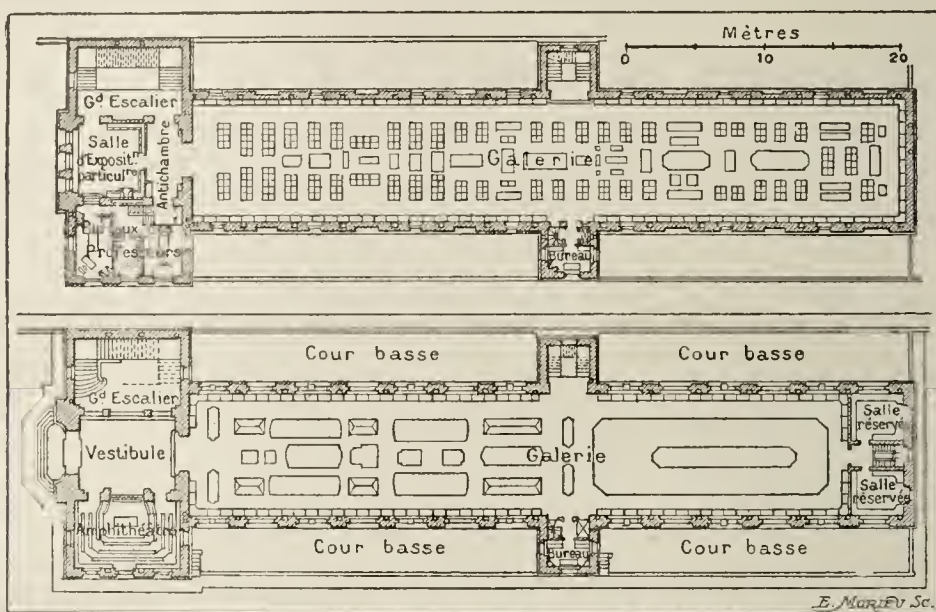 Mètres
0 10 20
Gd. Escalier
Salle
d'Expositn.
particulre.
Antichambre
Galerie
Bureaux
Professeurs
Bureau
Cour basse
Cour basse
Gd. Escalier
Vestibule
Galerie
Salle
réservée
Salle
réservée
Amphithéâtre
Bureau
Cour basse
Cour basse
E. Morieu Sc.